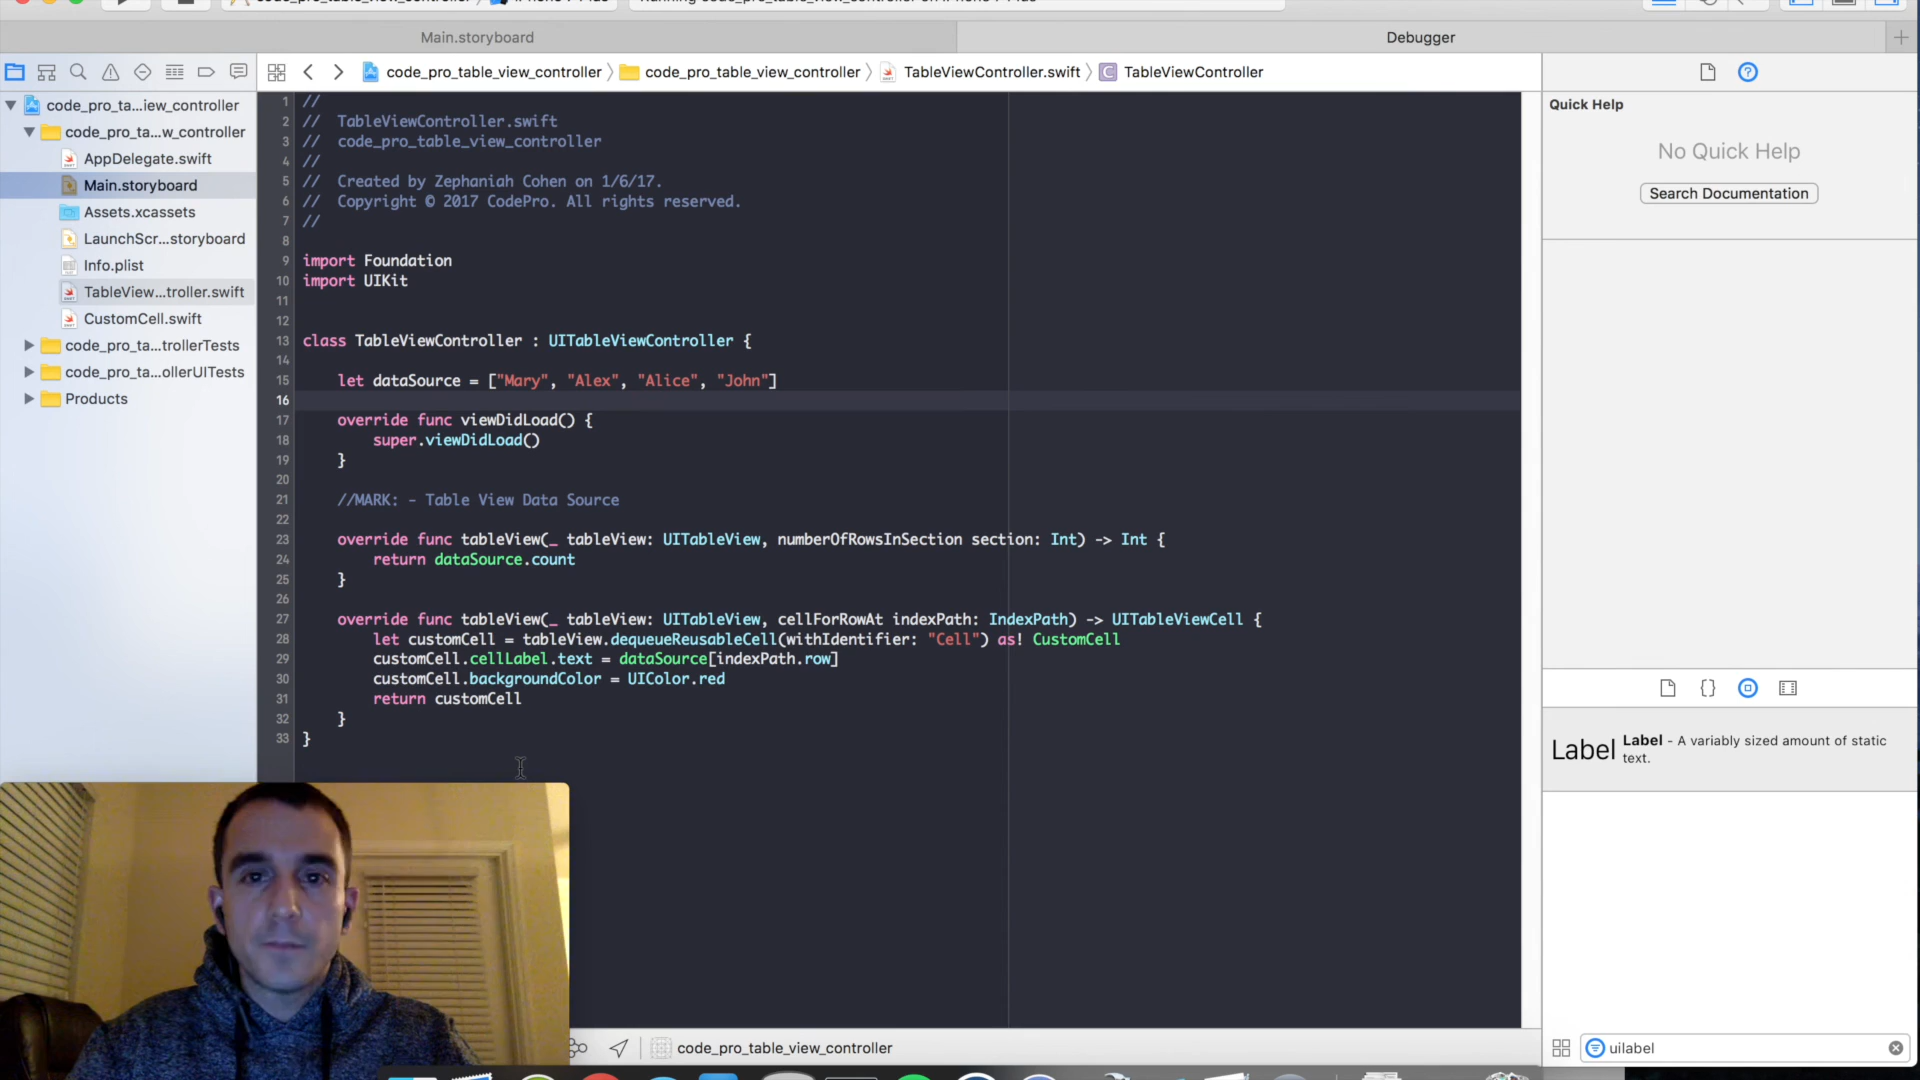 Main.storyboard
Debugger
code_pro_table_view_controller
code_pro_table_view_controller
TableViewController.swift
C TableViewController
code_pro_ta...iew_controller
code_pro_ta...w_controller
AppDelegate.swift
Main.storyboard
Assets.xcassets
LaunchScr...storyboard
Info.plist
TableView...troller.swift
CustomCell.swift
code_pro_ta...trollerTests
code_pro_ta...ollerUITests
Products
1 //
2 //  TableViewController.swift
3 //  code_pro_table_view_controller
4 //
5 //  Created by Zephaniah Cohen on 1/6/17.
6 //  Copyright © 2017 CodePro. All rights reserved.
7 //
8
9 import Foundation
10 import UIKit
11
12
13 class TableViewController : UITableViewController {
14
15     let dataSource = ["Mary", "Alex", "Alice", "John"]
16
17     override func viewDidLoad() {
18         super.viewDidLoad()
19     }
20
21     //MARK: - Table View Data Source
22
23     override func tableView(_ tableView: UITableView, numberOfRowsInSection section: Int) -> Int {
24         return dataSource.count
25     }
26
27     override func tableView(_ tableView: UITableView, cellForRowAt indexPath: IndexPath) -> UITableViewCell {
28         let customCell = tableView.dequeueReusableCell(withIdentifier: "Cell") as! CustomCell
29         customCell.cellLabel.text = dataSource[indexPath.row]
30         customCell.backgroundColor = UIColor.red
31         return customCell
32     }
33 }
Quick Help
No Quick Help
Search Documentation
{}
Label
Label - A variably sized amount of static
text.
code_pro_table_view_controller
uilabel